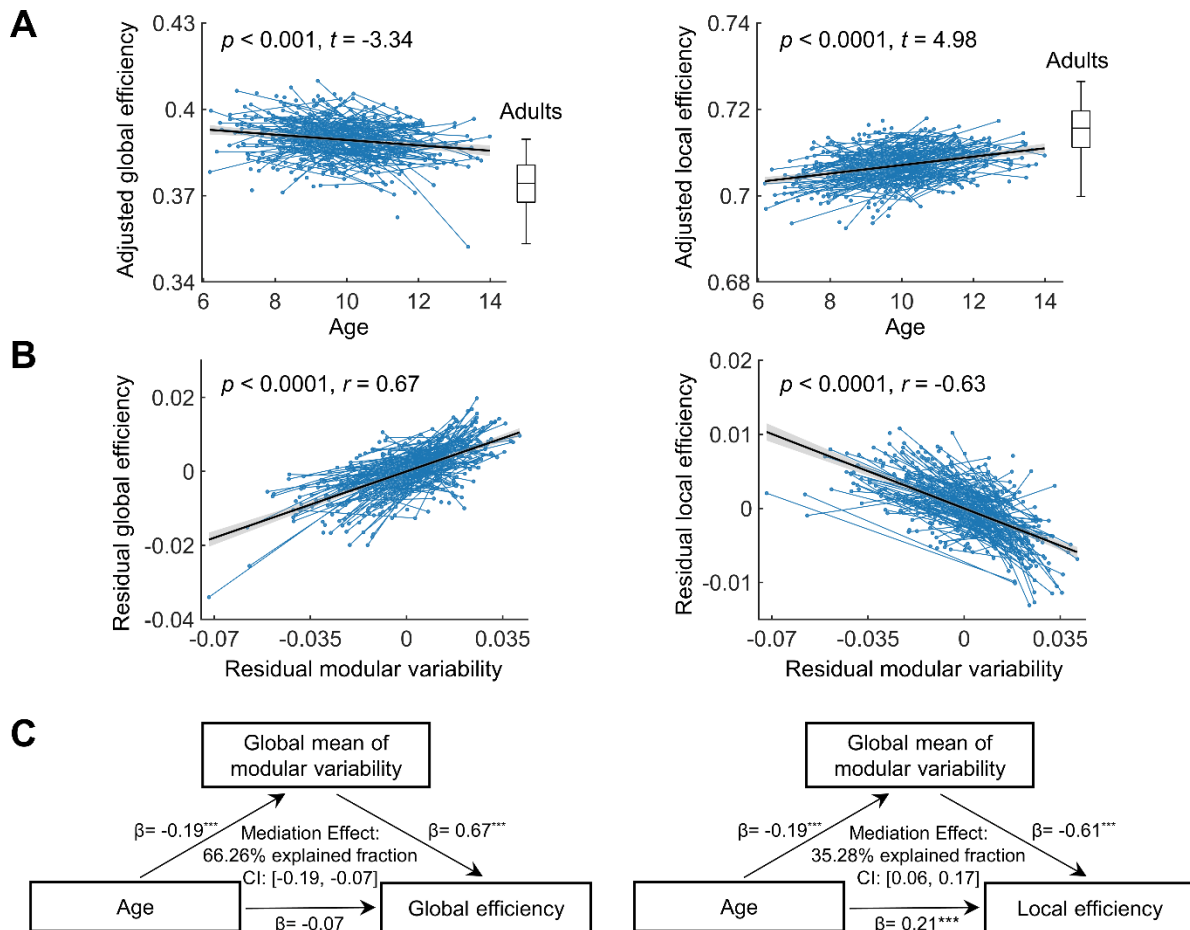 A
p < 0.001, t = -3.34
Adjusted global efficiency
0.43
0.4
0.37
0.34
6 8 10 12 14
Age
Adults
p < 0.0001, t = 4.98
Adjusted local efficiency
0.74
0.72
0.7
0.68
6 8 10 12 14
Age
Adults
B
p < 0.0001, r = 0.67
Residual global efficiency
0.02
0
-0.02
-0.04
-0.07 -0.035 0 0.035
Residual modular variability
p < 0.0001, r = -0.63
Residual local efficiency
0.02
0.01
0
-0.01
-0.07 -0.035 0 0.035
Residual modular variability
C
Global mean of
modular variability
β= -0.19***
β= 0.67***
Mediation Effect:
66.26% explained fraction
CI: [-0.19, -0.07]
Age
Global efficiency
β= -0.07
Global mean of
modular variability
β= -0.19***
β= -0.61***
Mediation Effect:
35.28% explained fraction
CI: [0.06, 0.17]
Age
Local efficiency
β= 0.21***